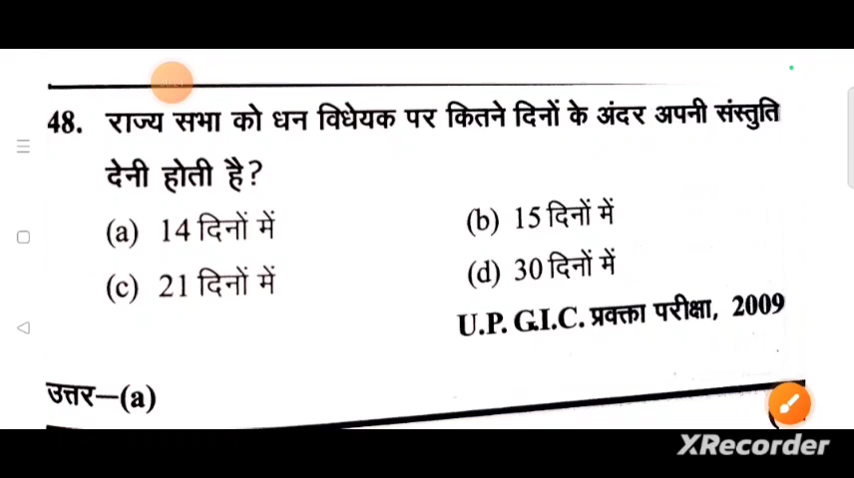 48. राज्य सभा को धन विधेयक पर कितने दिनों के अंदर अपनी संस्तुति
देनी होती है?
(a) 14 दिनों में (b) 15 दिनों में
(c) 21 दिनों में (d) 30 दिनों में
U.P. G.I.C. प्रवक्ता परीक्षा, 2009
उत्तर—(a)
XRecorder